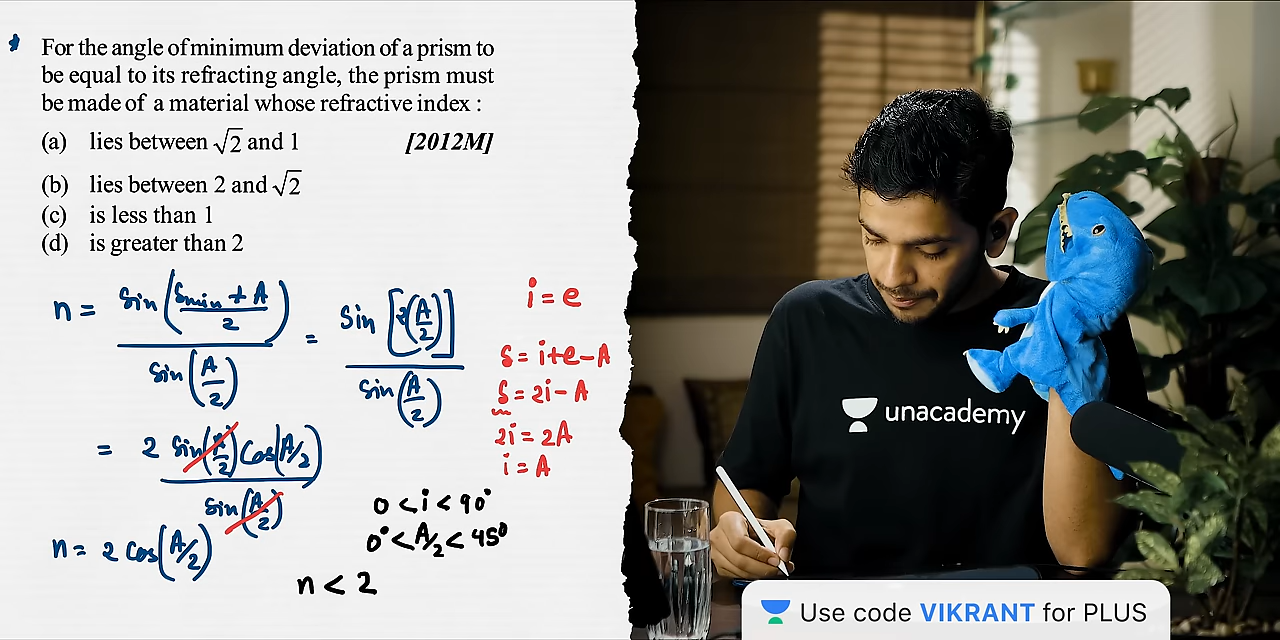 * For the angle of minimum deviation of a prism to
be equal to its refracting angle, the prism must
be made of a material whose refractive index :
(a) lies between √2 and 1 [2012M]
(b) lies between 2 and √2
(c) is less than 1
(d) is greater than 2
n = sin((δmin + A)/2) / sin(A/2) = sin[2(A/2)] / sin(A/2)
= 2 sin(A/2) cos(A/2) / sin(A/2)
n = 2 cos(A/2)
i = e
δ = i+e-A
δ = 2i-A
2i = 2A
i = A
0 < i < 90°
0° < A/2 < 45°
n < 2
unacademy
Use code VIKRANT for PLUS